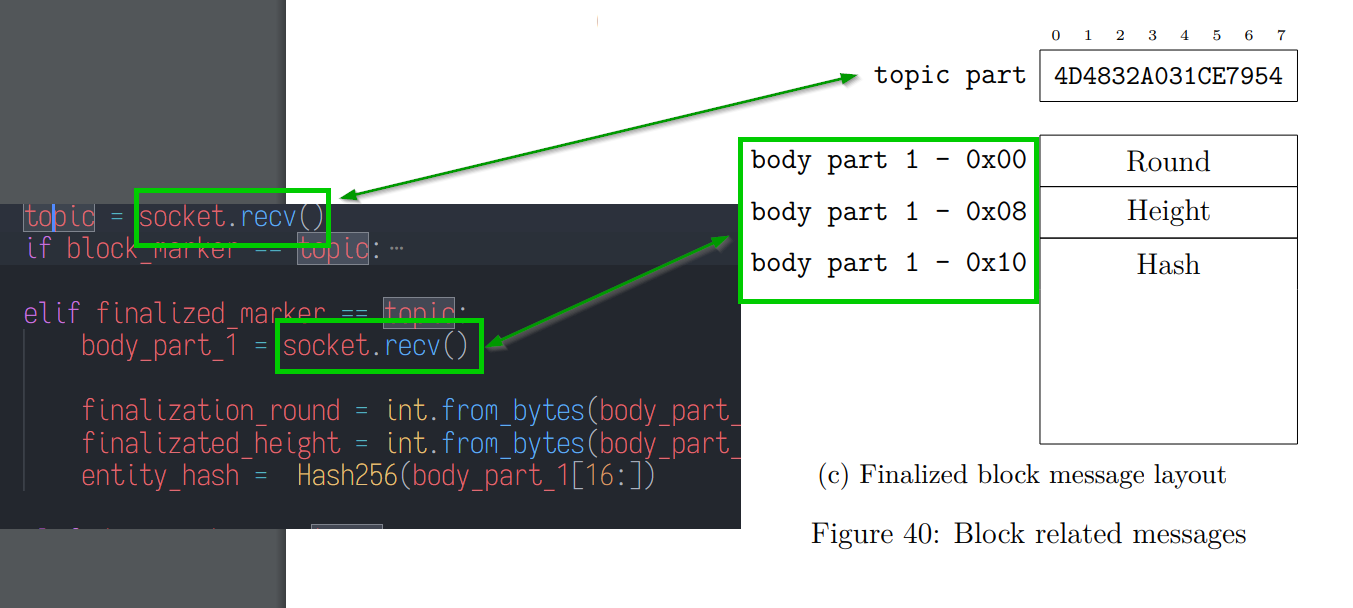 0 1 2 3 4 5 6 7
topic part 4D4832A031CE7954
body part 1 - 0x00 Round
body part 1 - 0x08 Height
body part 1 - 0x10 Hash
(c) Finalized block message layout
Figure 40: Block related messages
topic = socket.recv()
if block_marker == topic:⋯
elif finalized_marker == topic:
body_part_1 = socket.recv()
finalization_round = int.from_bytes(body_part_
finalizated_height = int.from_bytes(body_part_
entity_hash = Hash256(body_part_1[16:])